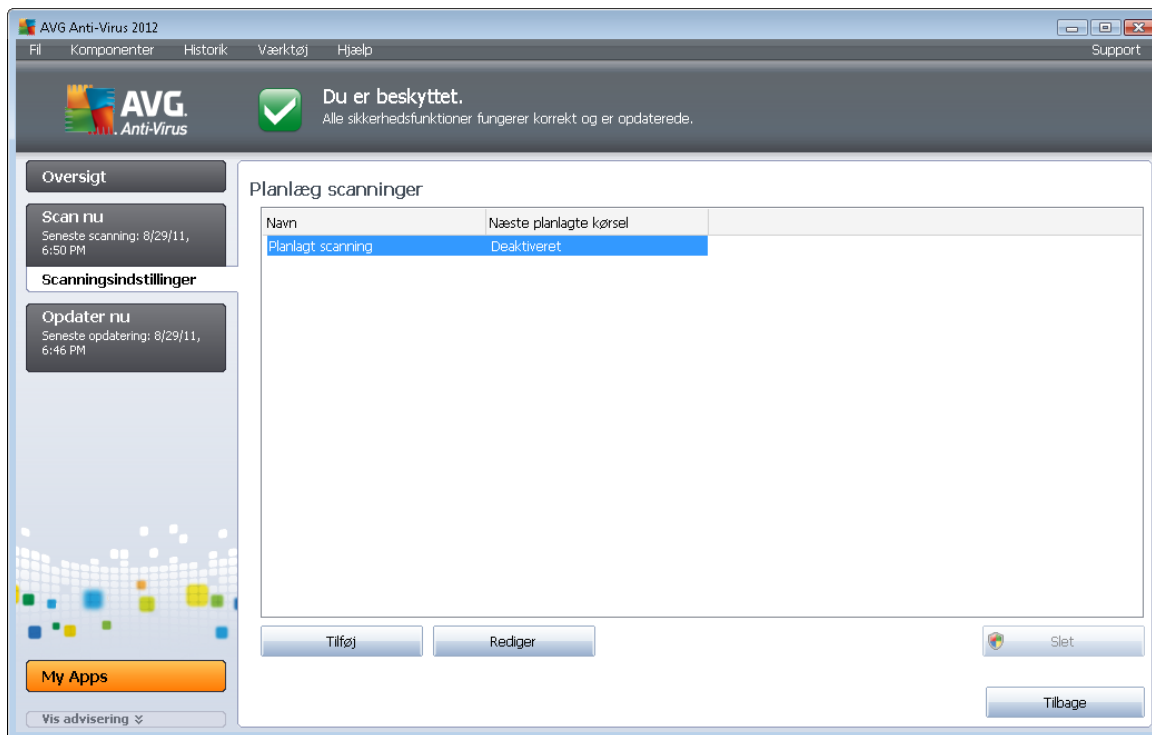 AVG Anti-Virus 2012
Fil Komponenter Historik Værktøj Hjælp Support
AVG.
Anti-Virus
Du er beskyttet.
Alle sikkerhedsfunktioner fungerer korrekt og er opdaterede.
Oversigt
Scan nu
Seneste scanning: 8/29/11,
6:50 PM
Scanningsindstillinger
Opdater nu
Seneste opdatering: 8/29/11,
6:46 PM
My Apps
Vis advisering
Planlæg scanninger
Navn Næste planlagte kørsel
Planlagt scanning Deaktiveret
Tilføj Rediger Slet
Tilbage